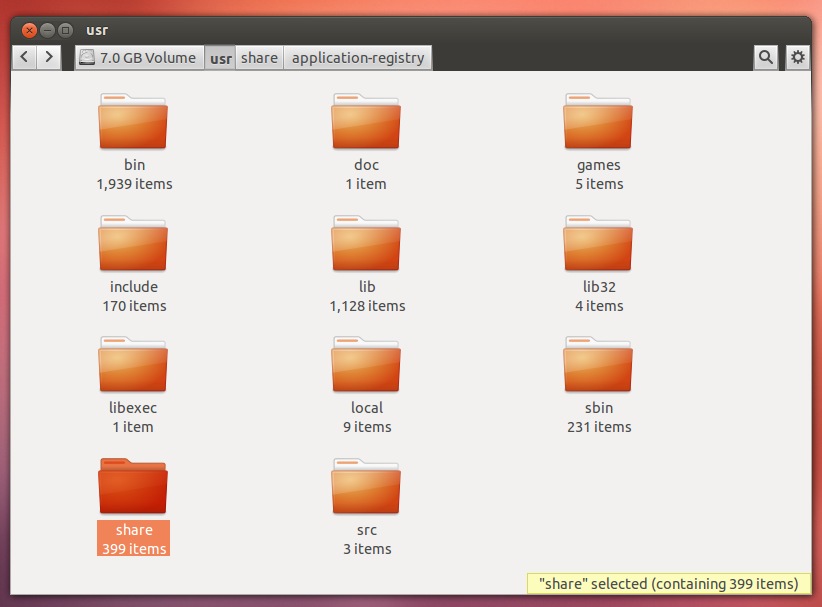 usr
7.0 GB Volume usr share application-registry
bin doc games
1,939 items 1 item 5 items
include lib lib32
170 items 1,128 items 4 items
libexec local sbin
1 item 9 items 231 items
share src
399 items 3 items
"share" selected (containing 399 items)